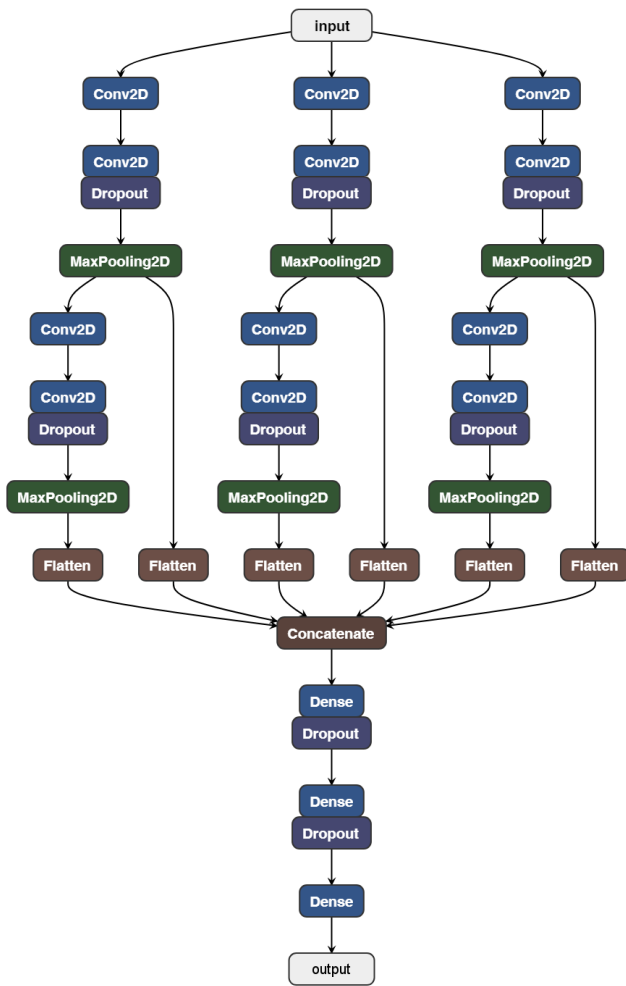 input
Conv2D Conv2D Conv2D
Conv2D Conv2D Conv2D
Dropout Dropout Dropout
MaxPooling2D MaxPooling2D MaxPooling2D
Conv2D Conv2D Conv2D
Conv2D Conv2D Conv2D
Dropout Dropout Dropout
MaxPooling2D MaxPooling2D MaxPooling2D
Flatten Flatten Flatten Flatten Flatten Flatten
Concatenate
Dense
Dropout
Dense
Dropout
Dense
output